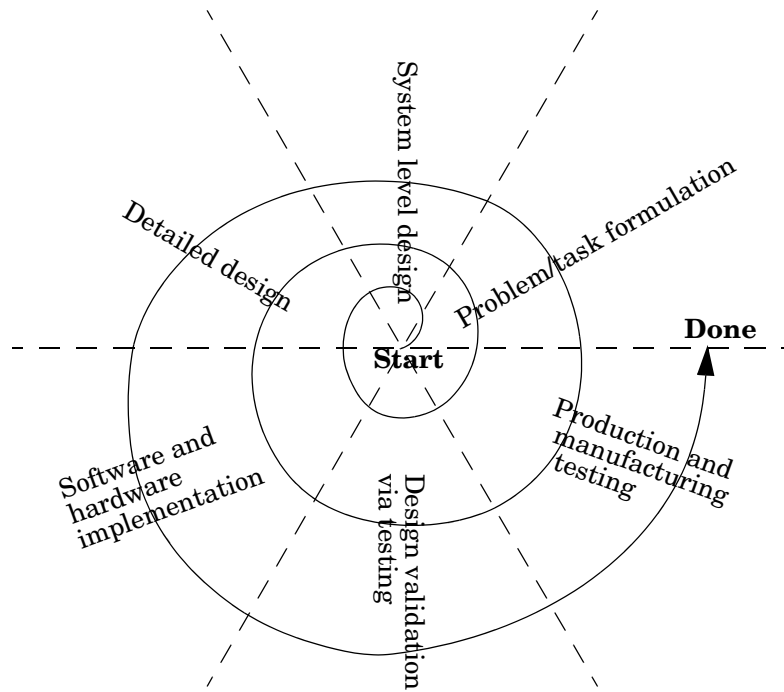 System level design
Problem/task formulation
Detailed design
Done
Start
Production and
manufacturing
testing
Software and
hardware
implementation
Design validation
via testing